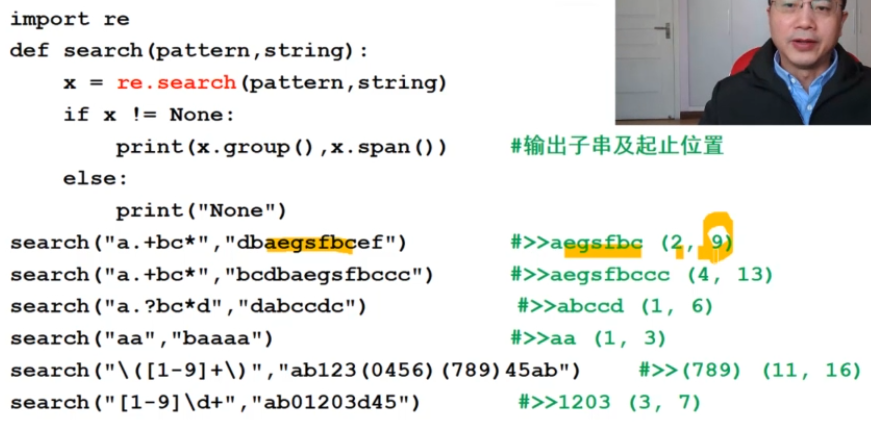 import re
def search(pattern,string):
    x = re.search(pattern,string)
    if x != None:
        print(x.group(),x.span())    #输出子串及起止位置
    else:
        print("None")
search("a.+bc*","dbaegsfbcef")    #>>aegsfbc (2, 9)
search("a.+bc*","bcdbaegsfbccc")    #>>aegsfbccc (4, 13)
search("a.?bc*d","dabccdc")    #>>abccd (1, 6)
search("aa","baaaa")    #>>aa (1, 3)
search("\([1-9]+\)","ab123(0456)(789)45ab")    #>>(789) (11, 16)
search("[1-9]\d+","ab01203d45")    #>>1203 (3, 7)